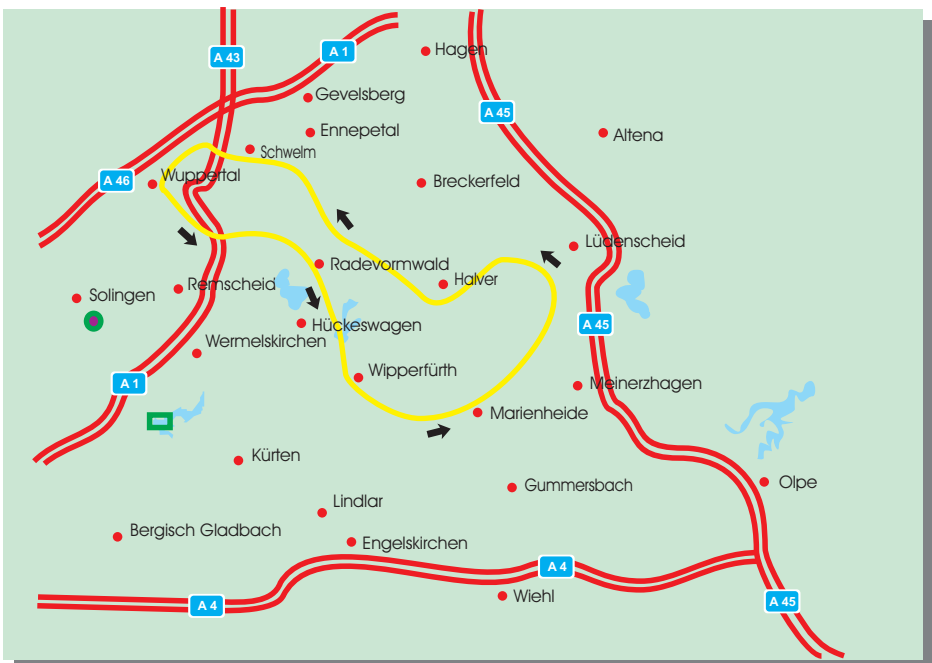 Hagen
A 1
A 43
Gevelsberg
A 45
Ennepetal
Altena
Schwelm
Wuppertal
A 46
Breckerfeld
Lüdenscheid
Radevormwald
Halver
Remscheid
Solingen
Hückeswagen
A 45
Wermelskirchen
Wipperfürth
A 1
Meinerzhagen
Marienheide
Kürten
Gummersbach
Olpe
Lindlar
Bergisch Gladbach
Engelskirchen
A 4
Wiehl
A 4
A 45